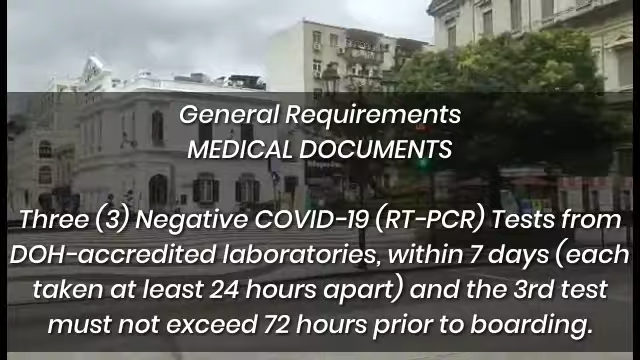 General Requirements
MEDICAL DOCUMENTS
Three (3) Negative COVID-19 (RT-PCR) Tests from
DOH-accredited laboratories, within 7 days (each
taken at least 24 hours apart) and the 3rd test
must not exceed 72 hours prior to boarding.